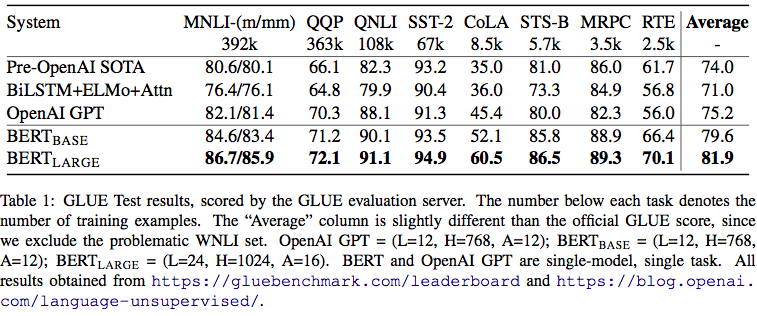 System MNLI-(m/mm) QQP QNLI SST-2 CoLA STS-B MRPC RTE Average
392k 363k 108k 67k 8.5k 5.7k 3.5k 2.5k -
Pre-OpenAI SOTA 80.6/80.1 66.1 82.3 93.2 35.0 81.0 86.0 61.7 74.0
BiLSTM+ELMo+Attn 76.4/76.1 64.8 79.9 90.4 36.0 73.3 84.9 56.8 71.0
OpenAI GPT 82.1/81.4 70.3 88.1 91.3 45.4 80.0 82.3 56.0 75.2
BERTBASE 84.6/83.4 71.2 90.1 93.5 52.1 85.8 88.9 66.4 79.6
BERTLARGE 86.7/85.9 72.1 91.1 94.9 60.5 86.5 89.3 70.1 81.9
Table 1: GLUE Test results, scored by the GLUE evaluation server. The number below each task denotes the
number of training examples. The “Average” column is slightly different than the official GLUE score, since
we exclude the problematic WNLI set. OpenAI GPT = (L=12, H=768, A=12); BERTBASE = (L=12, H=768,
A=12); BERTLARGE = (L=24, H=1024, A=16). BERT and OpenAI GPT are single-model, single task. All
results obtained from https://gluebenchmark.com/leaderboard and https://blog.openai.
com/language-unsupervised/.